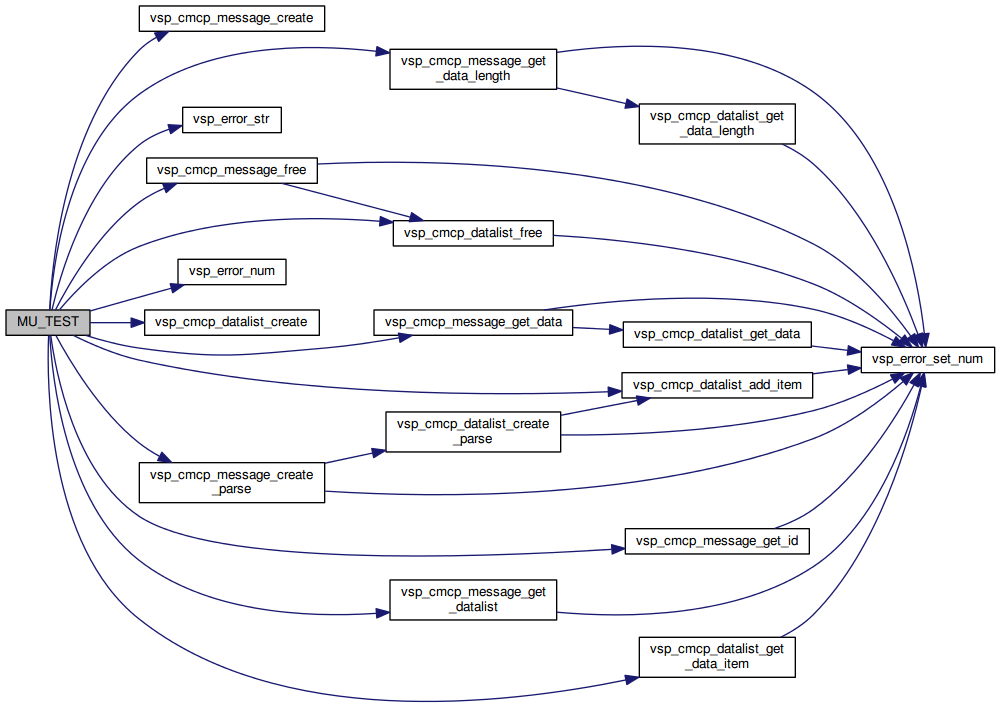 vsp_cmcp_message_create
vsp_cmcp_message_get
_data_length
vsp_error_str
vsp_cmcp_datalist_get
_data_length
vsp_cmcp_message_free
vsp_cmcp_datalist_free
vsp_error_num
MU_TEST
vsp_cmcp_datalist_create
vsp_cmcp_message_get_data
vsp_cmcp_datalist_get_data
vsp_error_set_num
vsp_cmcp_datalist_add_item
vsp_cmcp_datalist_create
_parse
vsp_cmcp_message_create
_parse
vsp_cmcp_message_get_id
vsp_cmcp_message_get
_datalist
vsp_cmcp_datalist_get
_data_item